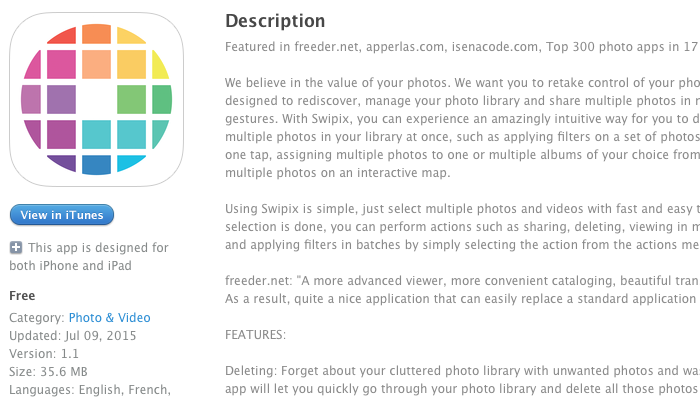 Description
Featured in freeder.net, apperlas.com, isenacode.com, Top 300 photo apps in 17
We believe in the value of your photos. We want you to retake control of your
designed to rediscover, manage your photo library and share multiple photos in
gestures. With Swipix, you can experience an amazingly intuitive way for you to
multiple photos in your library at once, such as applying filters on a set of photos
one tap, assigning multiple photos to one or multiple albums of your choice from
multiple photos on an interactive map.
Using Swipix is simple, just select multiple photos and videos with fast and easy
selection is done, you can perform actions such as sharing, deleting, viewing in
and applying filters in batches by simply selecting the action from the actions
freeder.net: "A more advanced viewer, more convenient cataloging, beautiful
As a result, quite a nice application that can easily replace a standard application
FEATURES:
Deleting: Forget about your cluttered photo library with unwanted photos and
app will let you quickly go through your photo library and delete all those photos
View in iTunes
+ This app is designed for
both iPhone and iPad
Free
Category: Photo & Video
Updated: Jul 09, 2015
Version: 1.1
Size: 35.6 MB
Languages: English, French,